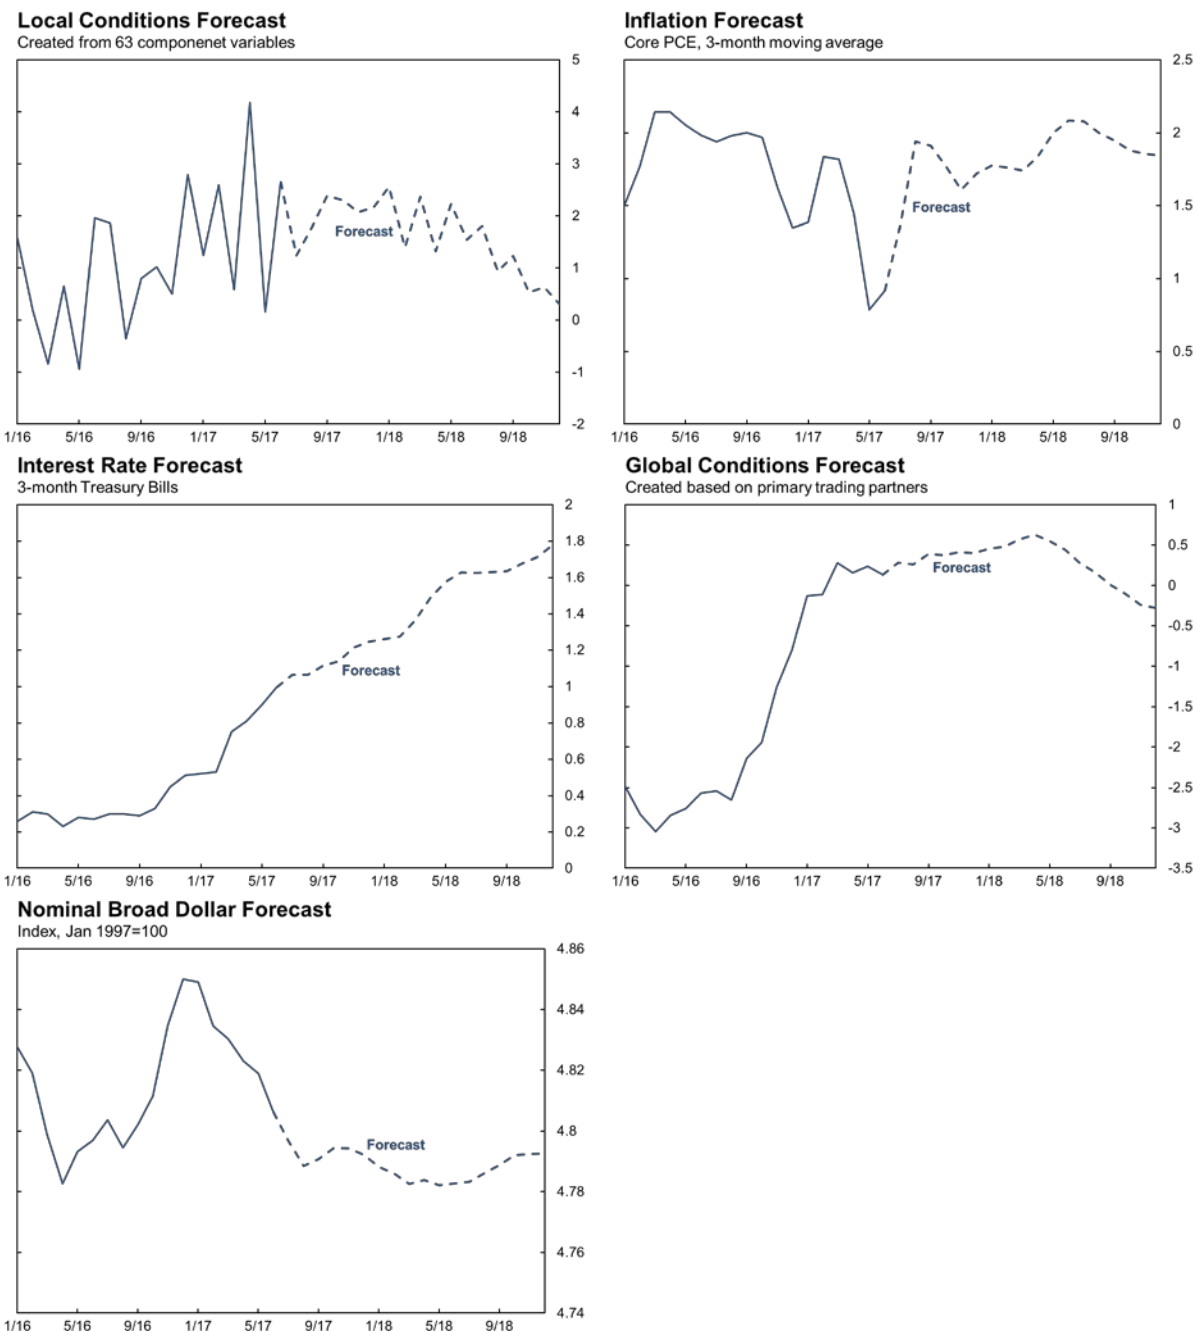 Local Conditions Forecast
Created from 63 componenet variables
5
4
3
2
1
0
-1
-2
Forecast
1/16 5/16 9/16 1/17 5/17 9/17 1/18 5/18 9/18
Inflation Forecast
Core PCE, 3-month moving average
2.5
2
1.5
1
0.5
0
Forecast
1/16 5/16 9/16 1/17 5/17 9/17 1/18 5/18 9/18
Interest Rate Forecast
3-month Treasury Bills
2
1.8
1.6
1.4
1.2
1
0.8
0.6
0.4
0.2
0
Forecast
1/16 5/16 9/16 1/17 5/17 9/17 1/18 5/18 9/18
Global Conditions Forecast
Created based on primary trading partners
1
0.5
0
-0.5
-1
-1.5
-2
-2.5
-3
-3.5
Forecast
1/16 5/16 9/16 1/17 5/17 9/17 1/18 5/18 9/18
Nominal Broad Dollar Forecast
Index, Jan 1997=100
4.86
4.84
4.82
4.8
4.78
4.76
4.74
Forecast
1/16 5/16 9/16 1/17 5/17 9/17 1/18 5/18 9/18